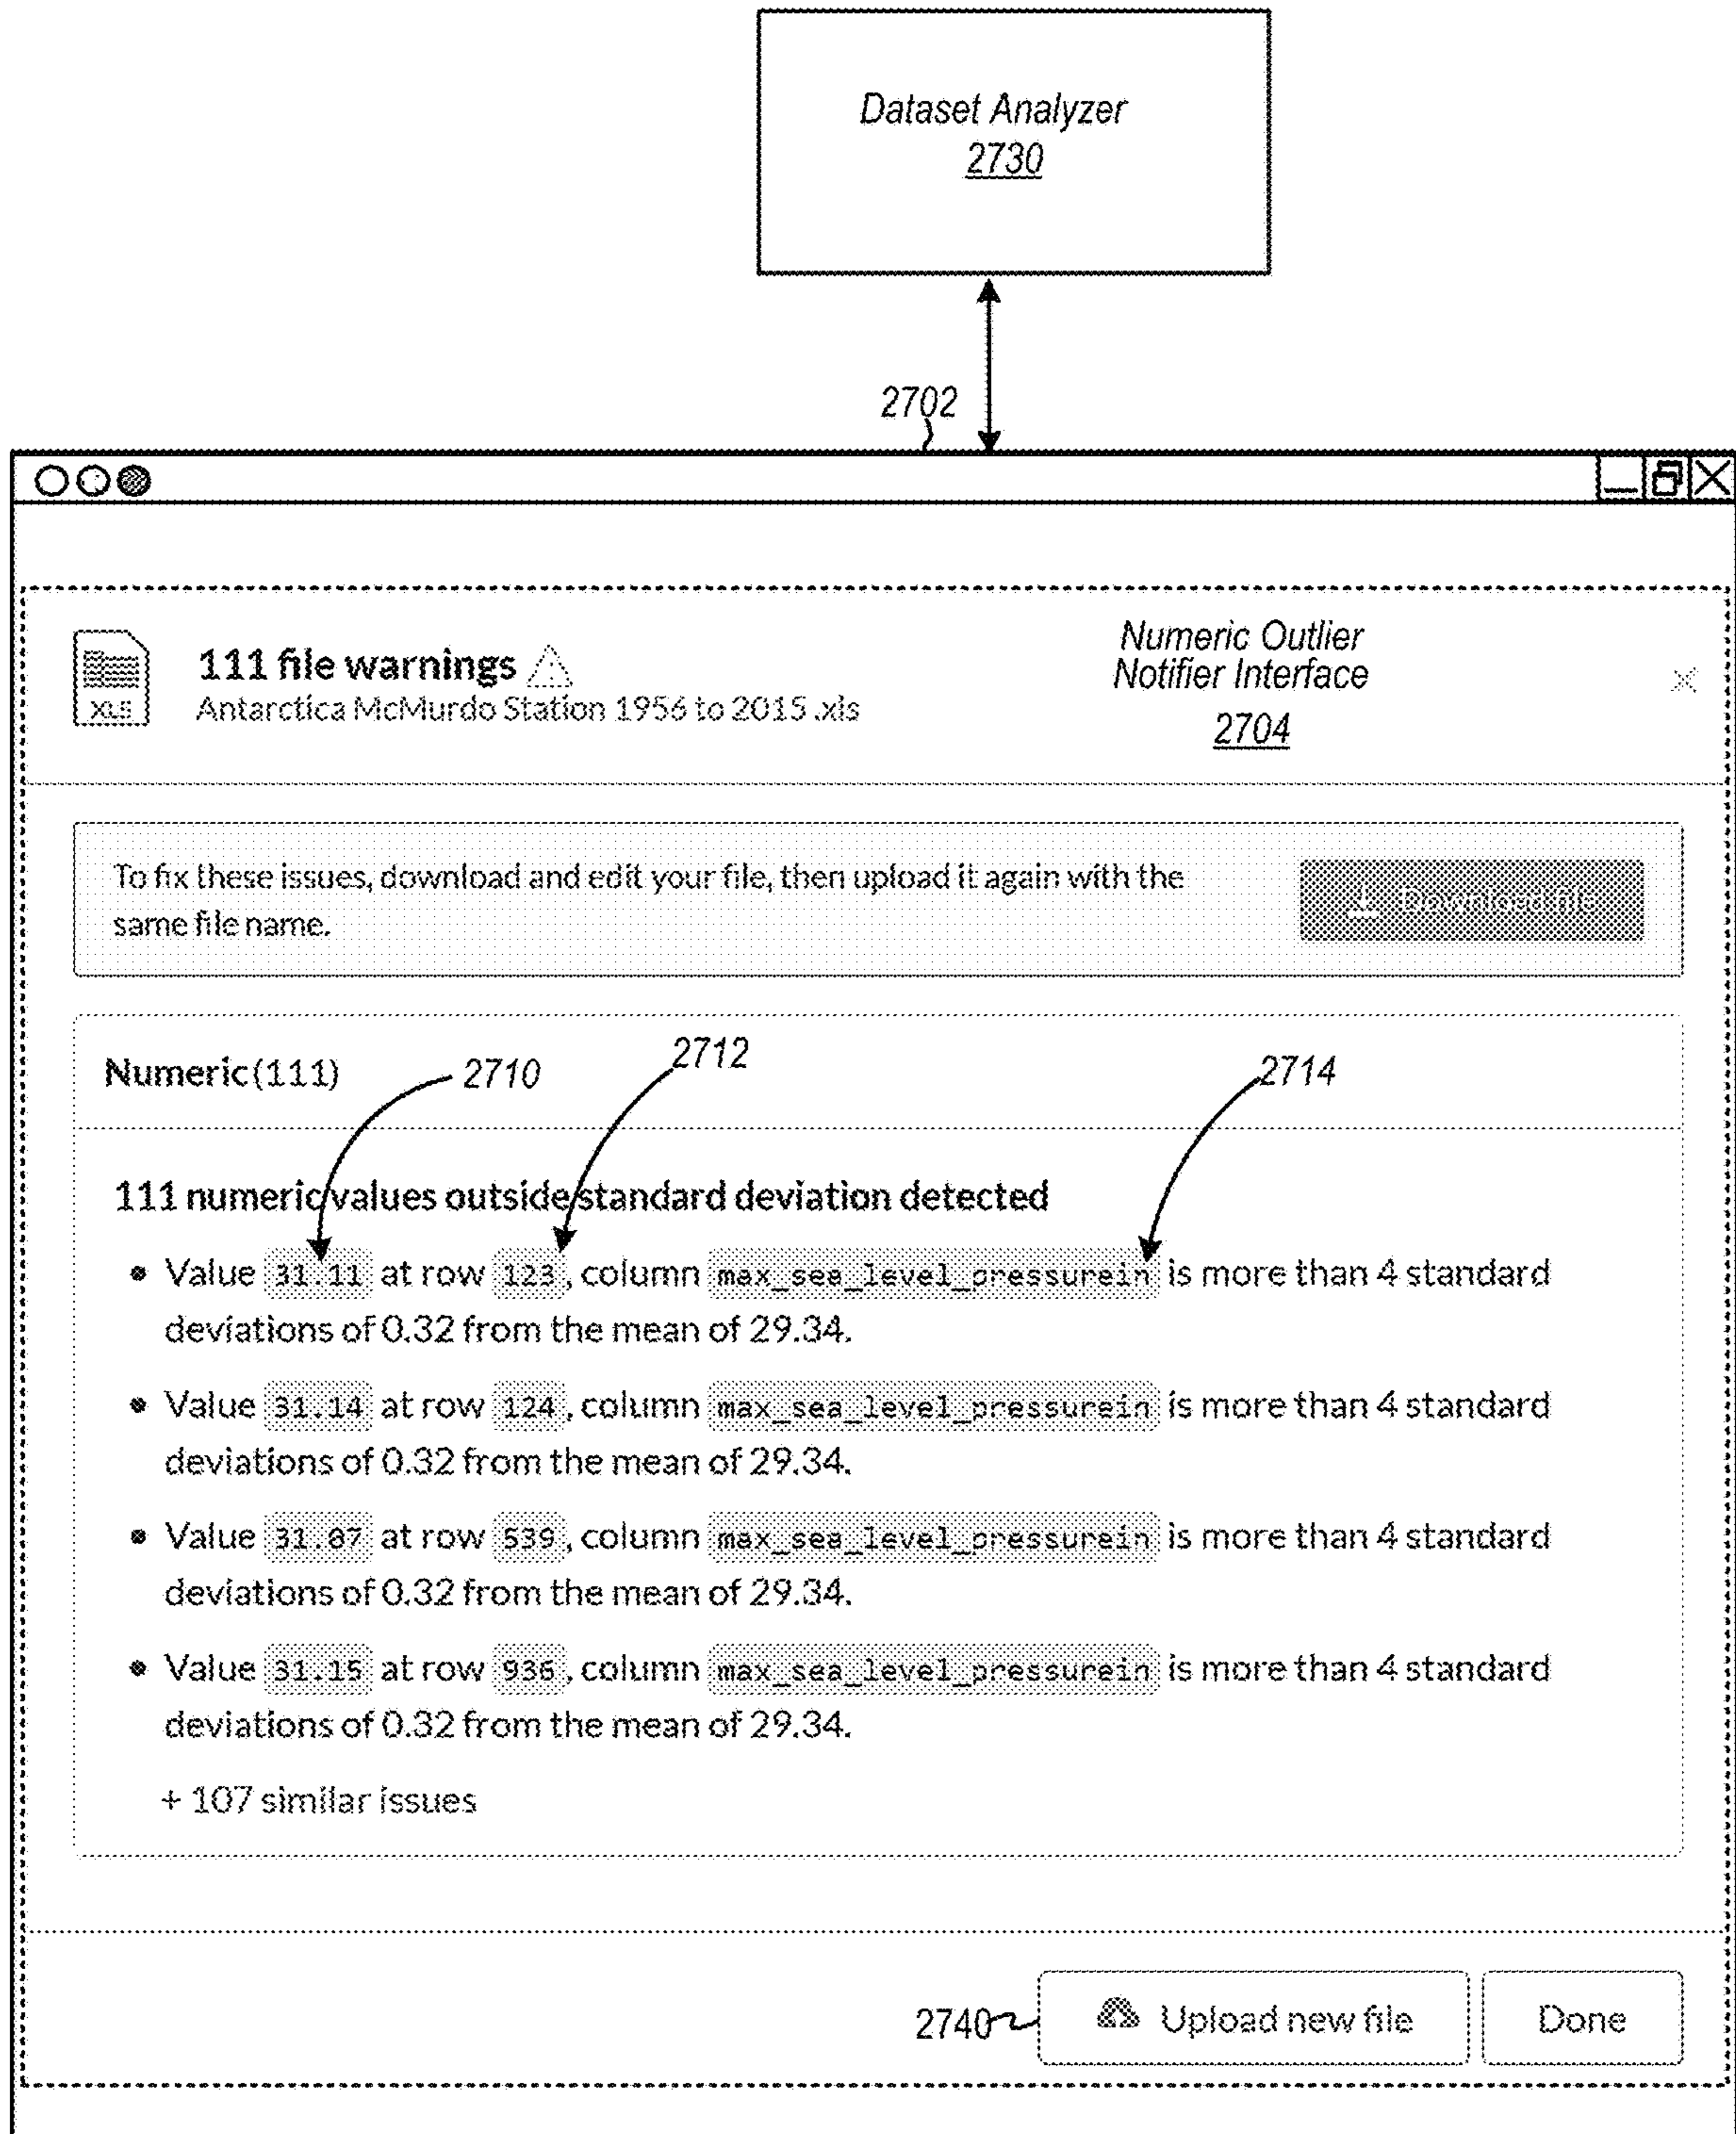 Dataset Analyzer
2730
2702
XLS
111 file warnings
Antarctica McMurdo Station 1956 to 2015 .xls
Numeric Outlier
Notifier Interface
2704
To fix these issues, download and edit your file, then upload it again with the
same file name.
Download file
Numeric (111)
2710
2712
2714
111 numeric values outside standard deviation detected
• Value 31.11 at row 123, column max_sea_level_pressurein is more than 4 standard
deviations of 0.32 from the mean of 29.34.
• Value 31.14 at row 124, column max_sea_level_pressurein is more than 4 standard
deviations of 0.32 from the mean of 29.34.
• Value 31.07 at row 539, column max_sea_level_pressurein is more than 4 standard
deviations of 0.32 from the mean of 29.34.
• Value 31.15 at row 936, column max_sea_level_pressurein is more than 4 standard
deviations of 0.32 from the mean of 29.34.
+ 107 similar issues
2740
Upload new file
Done